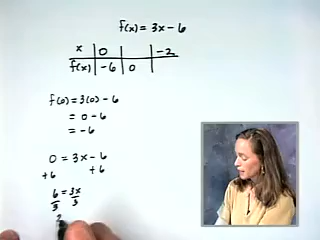 f(x) = 3x - 6
x | 0 | | -2
f(x) | -6 | 0 |
f(0) = 3(0) - 6
= 0 - 6
= -6
0 = 3x - 6
+6 +6
6/3 = 3x/3
2